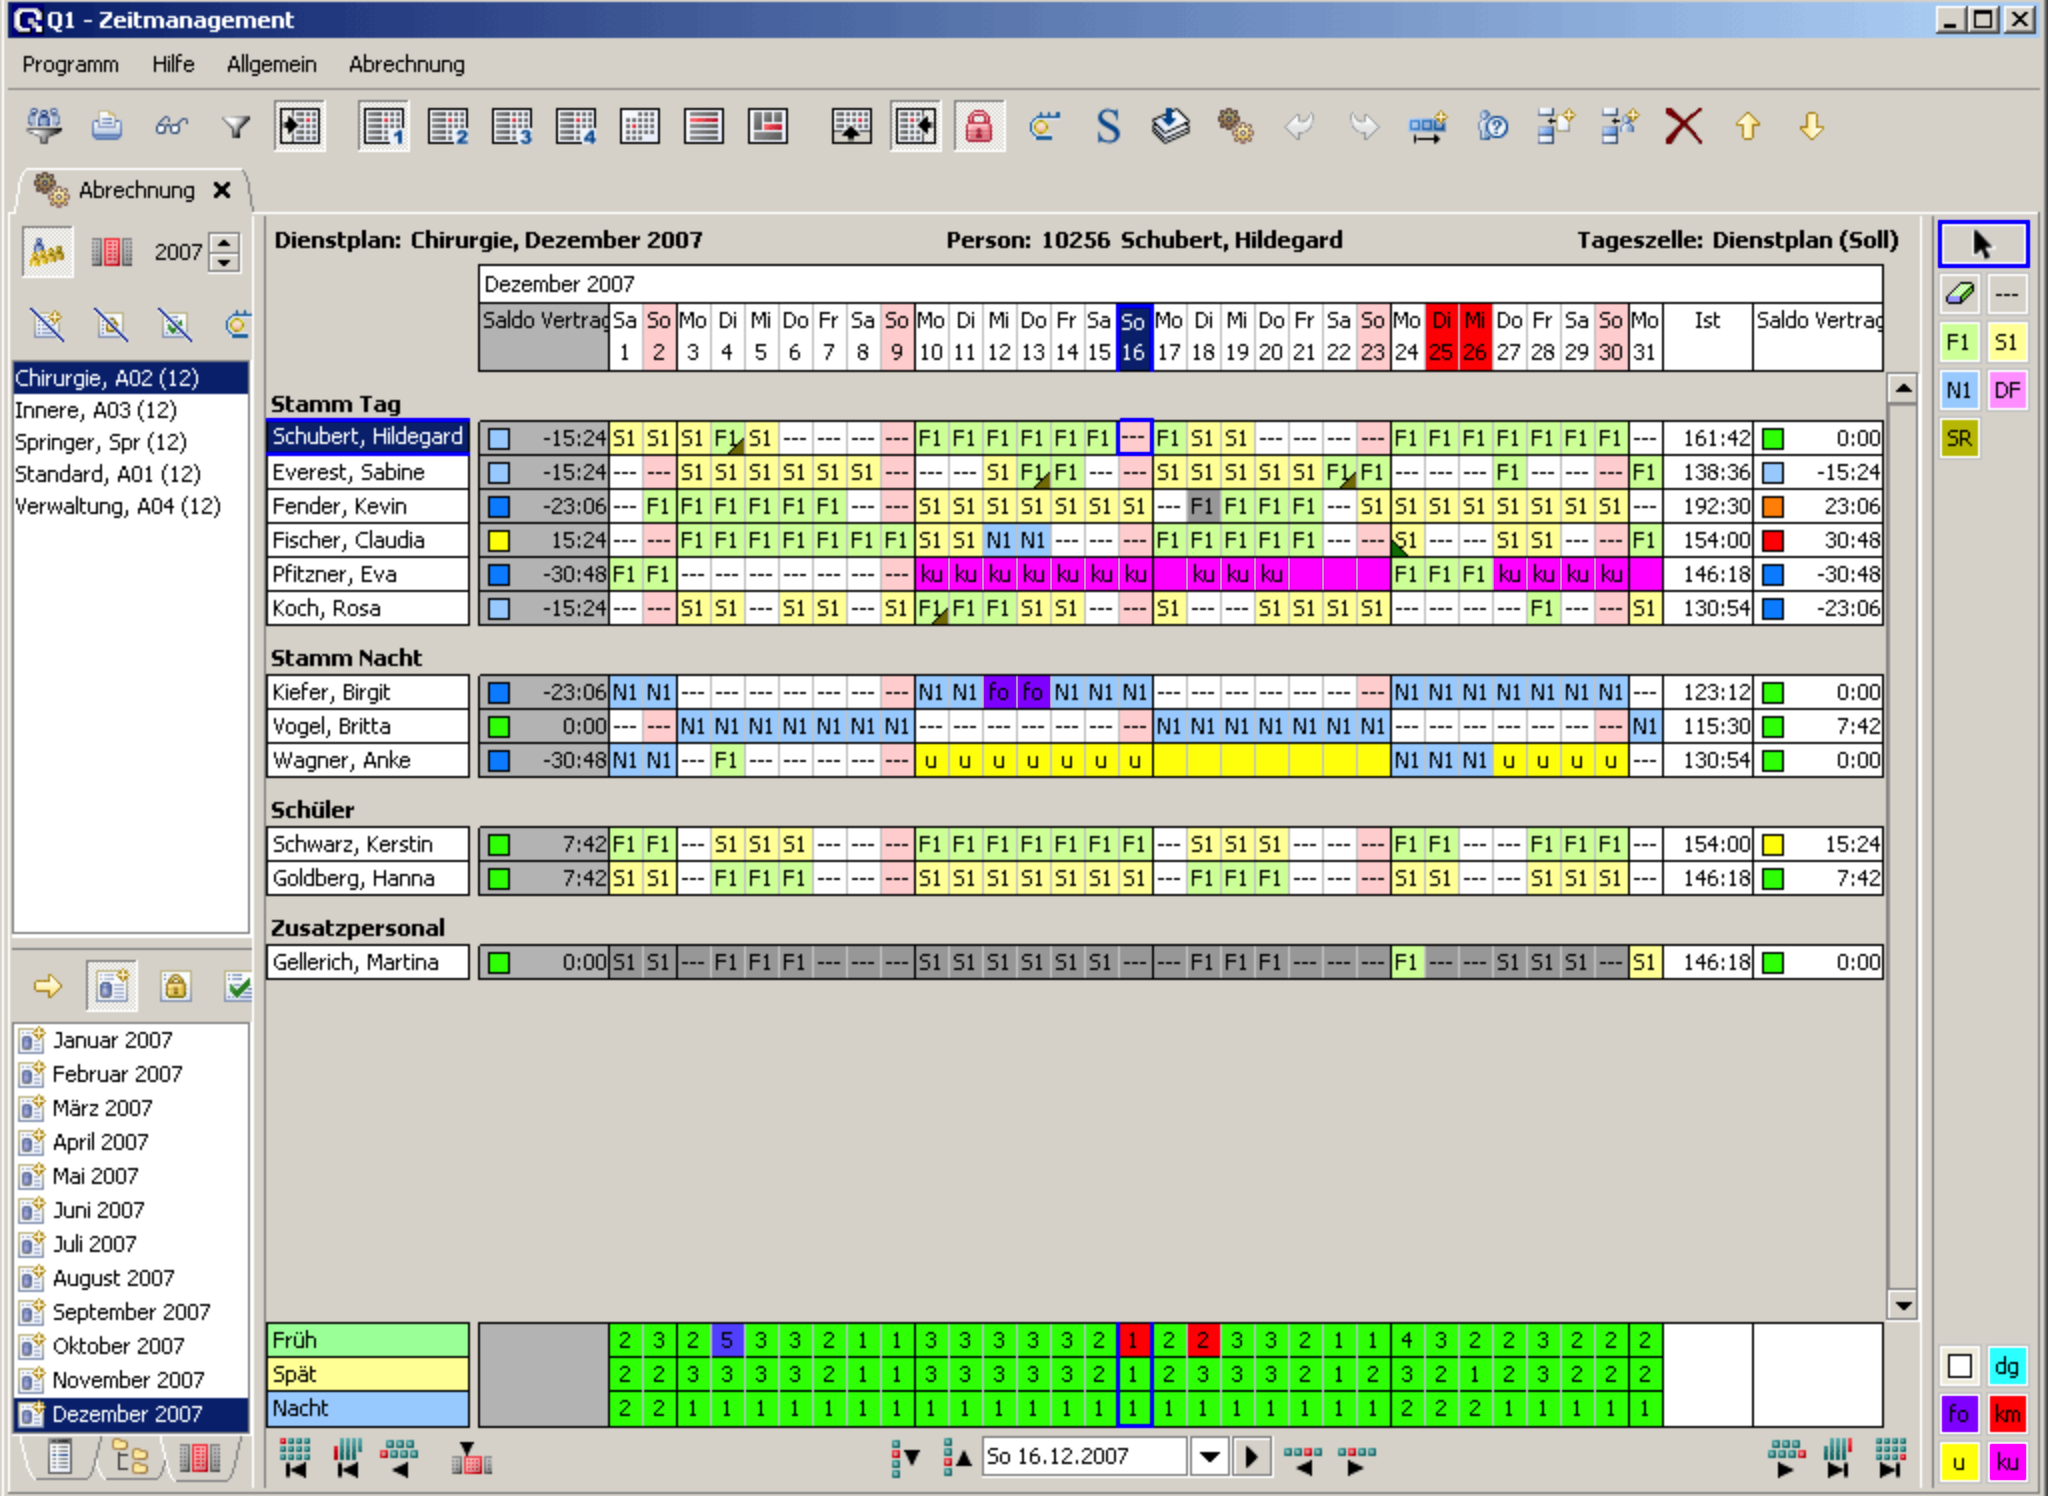 Q1 - Zeitmanagement
Programm Hilfe Allgemein Abrechnung
1 2 3 4 S
Abrechnung
2007
Dienstplan: Chirurgie, Dezember 2007 Person: 10256 Schubert, Hildegard Tageszelle: Dienstplan (Soll)
Chirurgie, A02 (12)
Innere, A03 (12)
Springer, Spr (12)
Standard, A01 (12)
Verwaltung, A04 (12)
Januar 2007
Februar 2007
März 2007
April 2007
Mai 2007
Juni 2007
Juli 2007
August 2007
September 2007
Oktober 2007
November 2007
Dezember 2007
Dezember 2007
Saldo Vertrag Sa So Mo Di Mi Do Fr Sa So Mo Di Mi Do Fr Sa So Mo Di Mi Do Fr Sa So Mo Di Mi Do Fr Sa So Mo Ist Saldo Vertrag
1 2 3 4 5 6 7 8 9 10 11 12 13 14 15 16 17 18 19 20 21 22 23 24 25 26 27 28 29 30 31
Stamm Tag
Schubert, Hildegard -15:24 S1 S1 S1 F1 S1 --- --- --- --- F1 F1 F1 F1 F1 F1 --- F1 S1 S1 --- --- --- --- F1 F1 F1 F1 F1 F1 F1 --- 161:42 0:00
Everest, Sabine -15:24 --- --- S1 S1 S1 S1 S1 S1 --- --- --- S1 F1 F1 --- --- S1 S1 S1 S1 S1 F1 F1 --- --- --- F1 --- --- --- F1 138:36 -15:24
Fender, Kevin -23:06 --- F1 F1 F1 F1 F1 F1 --- --- S1 S1 S1 S1 S1 S1 S1 --- F1 F1 F1 F1 --- S1 S1 S1 S1 S1 S1 S1 S1 --- 192:30 23:06
Fischer, Claudia 15:24 --- --- F1 F1 F1 F1 F1 F1 F1 S1 S1 N1 N1 --- --- --- F1 F1 F1 F1 F1 --- --- S1 --- --- S1 S1 --- --- F1 154:00 30:48
Pfitzner, Eva -30:48 F1 F1 --- --- --- --- --- --- --- ku ku ku ku ku ku ku ku ku ku F1 F1 F1 ku ku ku ku 146:18 -30:48
Koch, Rosa -15:24 --- --- S1 S1 --- S1 S1 --- S1 F1 F1 F1 S1 S1 --- --- S1 --- --- S1 S1 S1 S1 --- --- --- --- F1 --- --- S1 130:54 -23:06
Stamm Nacht
Kiefer, Birgit -23:06 N1 N1 --- --- --- --- --- --- --- N1 N1 fo fo N1 N1 N1 --- --- --- --- --- --- --- N1 N1 N1 N1 N1 N1 N1 --- 123:12 0:00
Vogel, Britta 0:00 --- --- N1 N1 N1 N1 N1 N1 N1 --- --- --- --- --- --- --- N1 N1 N1 N1 N1 N1 N1 --- --- --- --- --- --- --- N1 115:30 7:42
Wagner, Anke -30:48 N1 N1 --- F1 --- --- --- --- --- u u u u u u u N1 N1 N1 u u u u --- 130:54 0:00
Schüler
Schwarz, Kerstin 7:42 F1 F1 --- S1 S1 S1 --- --- --- F1 F1 F1 F1 F1 F1 F1 --- S1 S1 S1 --- --- --- F1 F1 --- --- F1 F1 F1 --- 154:00 15:24
Goldberg, Hanna 7:42 S1 S1 --- F1 F1 F1 --- --- --- S1 S1 S1 S1 S1 S1 S1 --- F1 F1 F1 --- --- --- S1 S1 --- --- S1 S1 S1 --- 146:18 7:42
Zusatzpersonal
Gellerich, Martina 0:00 S1 S1 --- F1 F1 F1 --- --- --- S1 S1 S1 S1 S1 S1 --- --- F1 F1 F1 --- --- --- F1 --- --- S1 S1 S1 --- S1 146:18 0:00
Früh 2 3 2 5 3 3 2 1 1 3 3 3 3 3 2 1 2 2 3 3 2 1 1 4 3 2 2 3 2 2 2
Spät 2 2 3 3 3 3 2 2 1 3 3 3 3 3 2 1 2 3 3 3 2 1 2 3 2 1 2 3 2 2 2
Nacht 2 2 1 1 1 1 1 1 1 1 1 1 1 1 1 1 1 1 1 1 1 1 1 2 2 2 1 1 1 1 1
So 16.12.2007
---
F1 S1
N1 DF
SR
dg
fo km
u ku